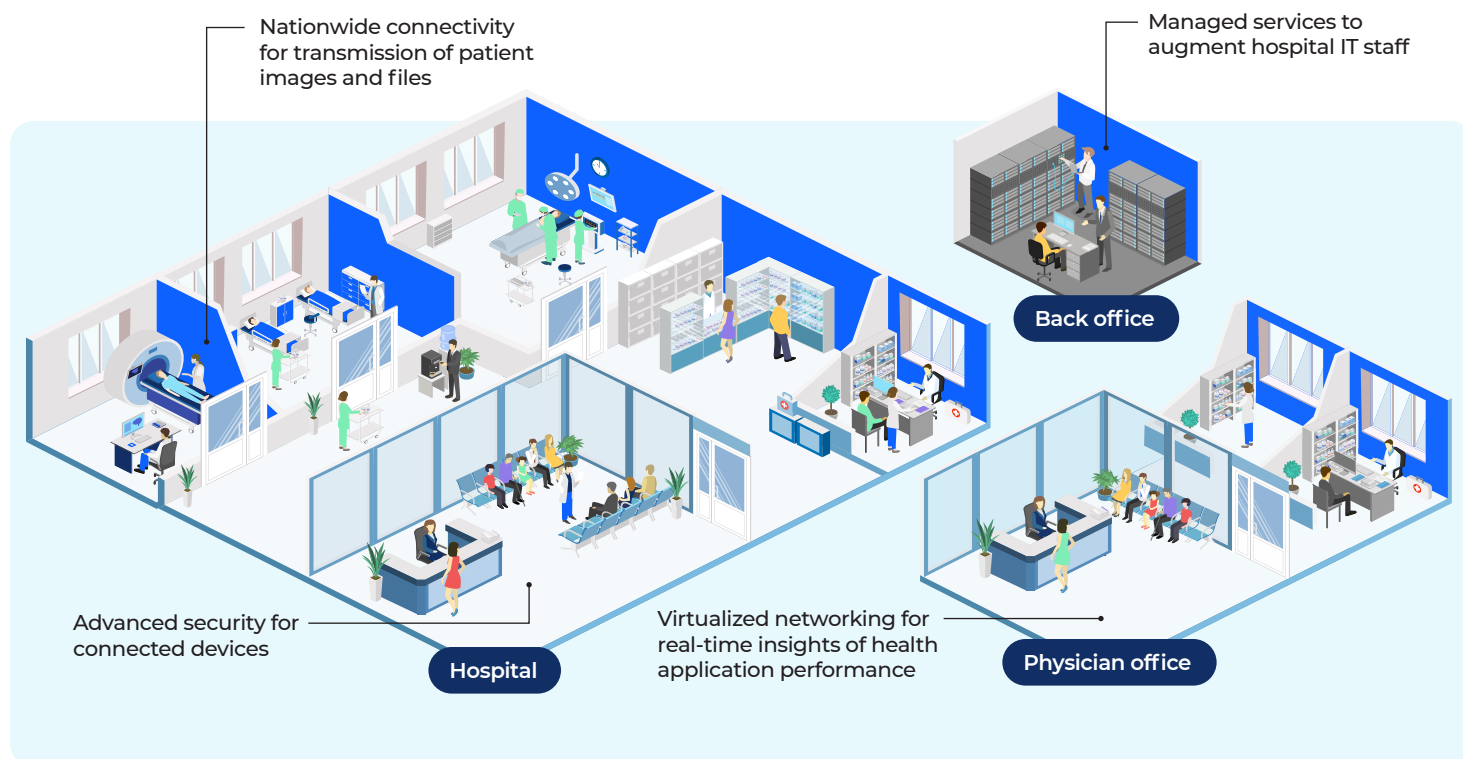 Nationwide connectivity
for transmission of patient
images and files
Managed services to
augment hospital IT staff
Back office
Advanced security for
connected devices
Hospital
Virtualized networking for
real-time insights of health
application performance
Physician office